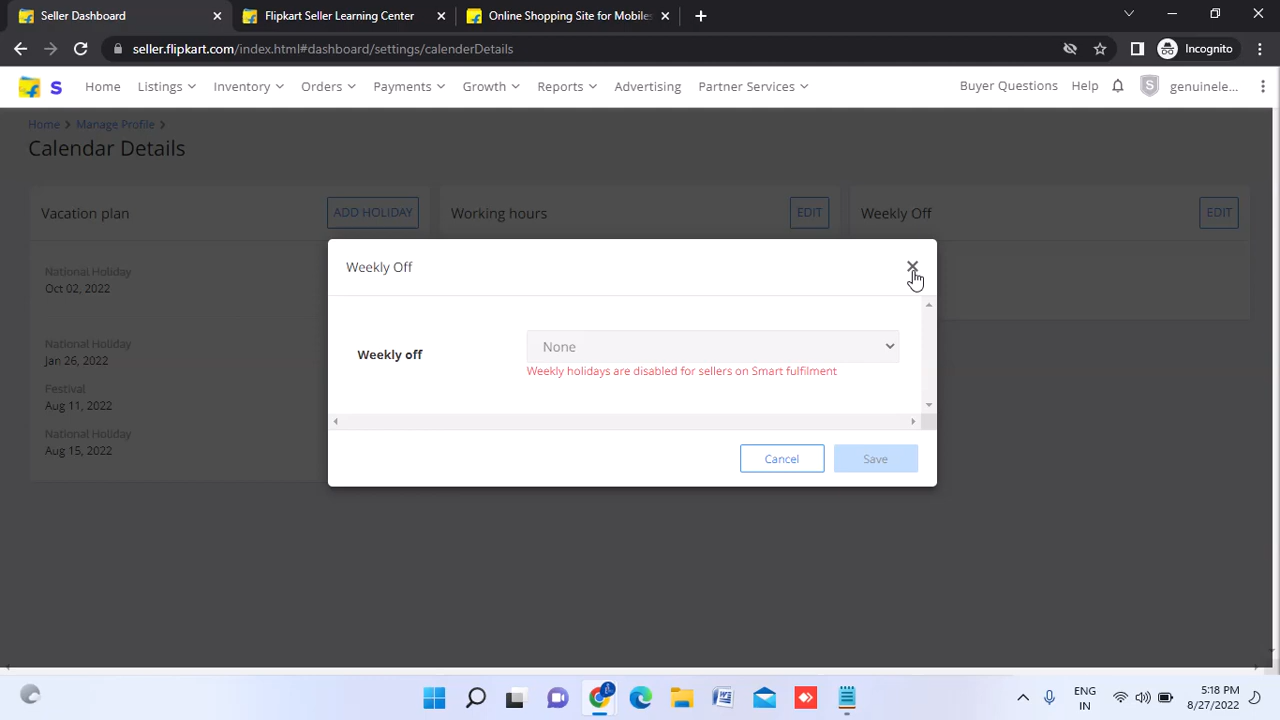 Seller Dashboard
Flipkart Seller Learning Center
Online Shopping Site for Mobiles
seller.flipkart.com/index.html#dashboard/settings/calenderDetails
Incognito
S
Home
Listings
Inventory
Orders
Payments
Growth
Reports
Advertising
Partner Services
Buyer Questions
Help
S
genuinele...
Home > Manage Profile >
Calendar Details
Vacation plan
ADD HOLIDAY
Working hours
EDIT
Weekly Off
EDIT
National Holiday
Oct 02, 2022
National Holiday
Jan 26, 2022
Festival
Aug 11, 2022
National Holiday
Aug 15, 2022
Weekly Off
Weekly off
None
Weekly holidays are disabled for sellers on Smart fulfilment
Cancel
Save
ENG
IN
5:18 PM
8/27/2022